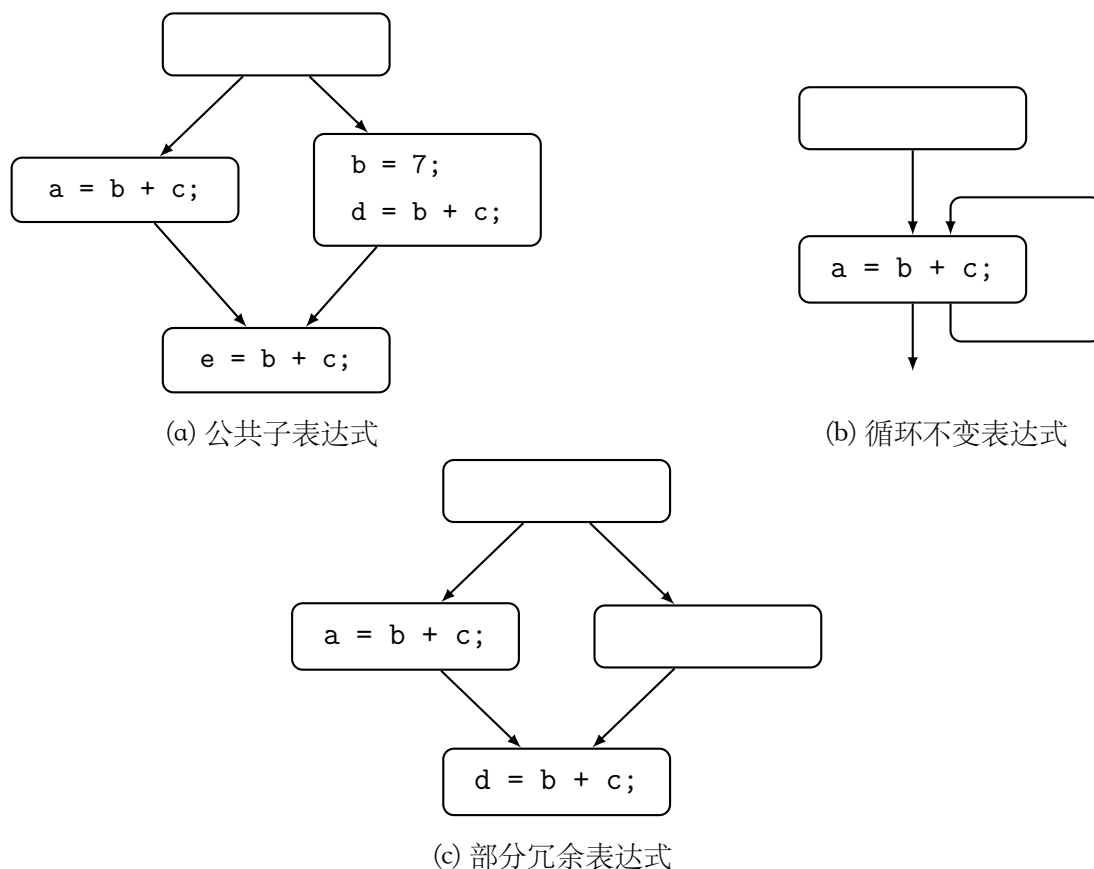 a = b + c;
b = 7;
d = b + c;
e = b + c;
(a) 公共子表达式
a = b + c;
(b) 循环不变表达式
a = b + c;
d = b + c;
(c) 部分冗余表达式